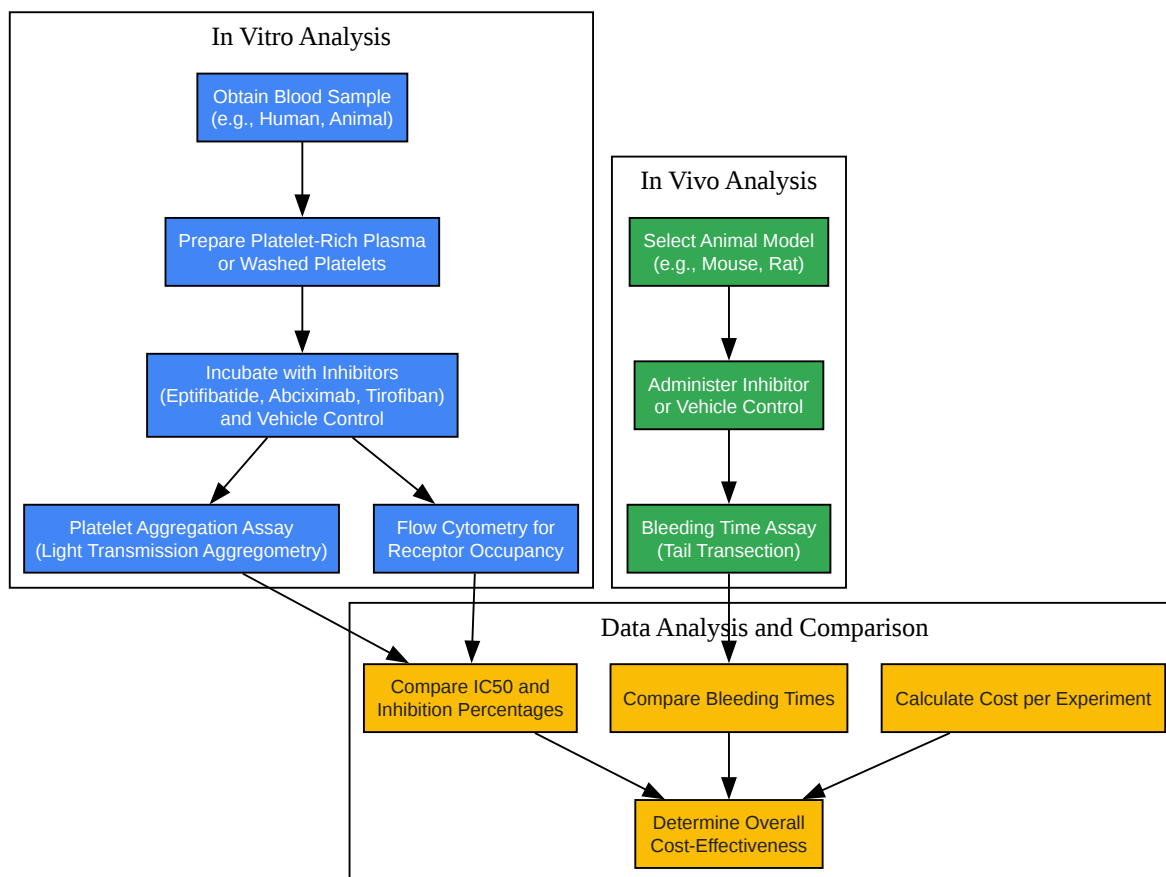 In Vitro Analysis
Obtain Blood Sample
(e.g., Human, Animal)
Prepare Platelet-Rich Plasma
or Washed Platelets
Incubate with Inhibitors
(Eptifibatide, Abciximab, Tirofiban)
and Vehicle Control
Platelet Aggregation Assay
(Light Transmission Aggregometry)
Flow Cytometry for
Receptor Occupancy
In Vivo Analysis
Select Animal Model
(e.g., Mouse, Rat)
Administer Inhibitor
or Vehicle Control
Bleeding Time Assay
(Tail Transection)
Data Analysis and Comparison
Compare IC50 and
Inhibition Percentages
Compare Bleeding Times
Calculate Cost per Experiment
Determine Overall
Cost-Effectiveness